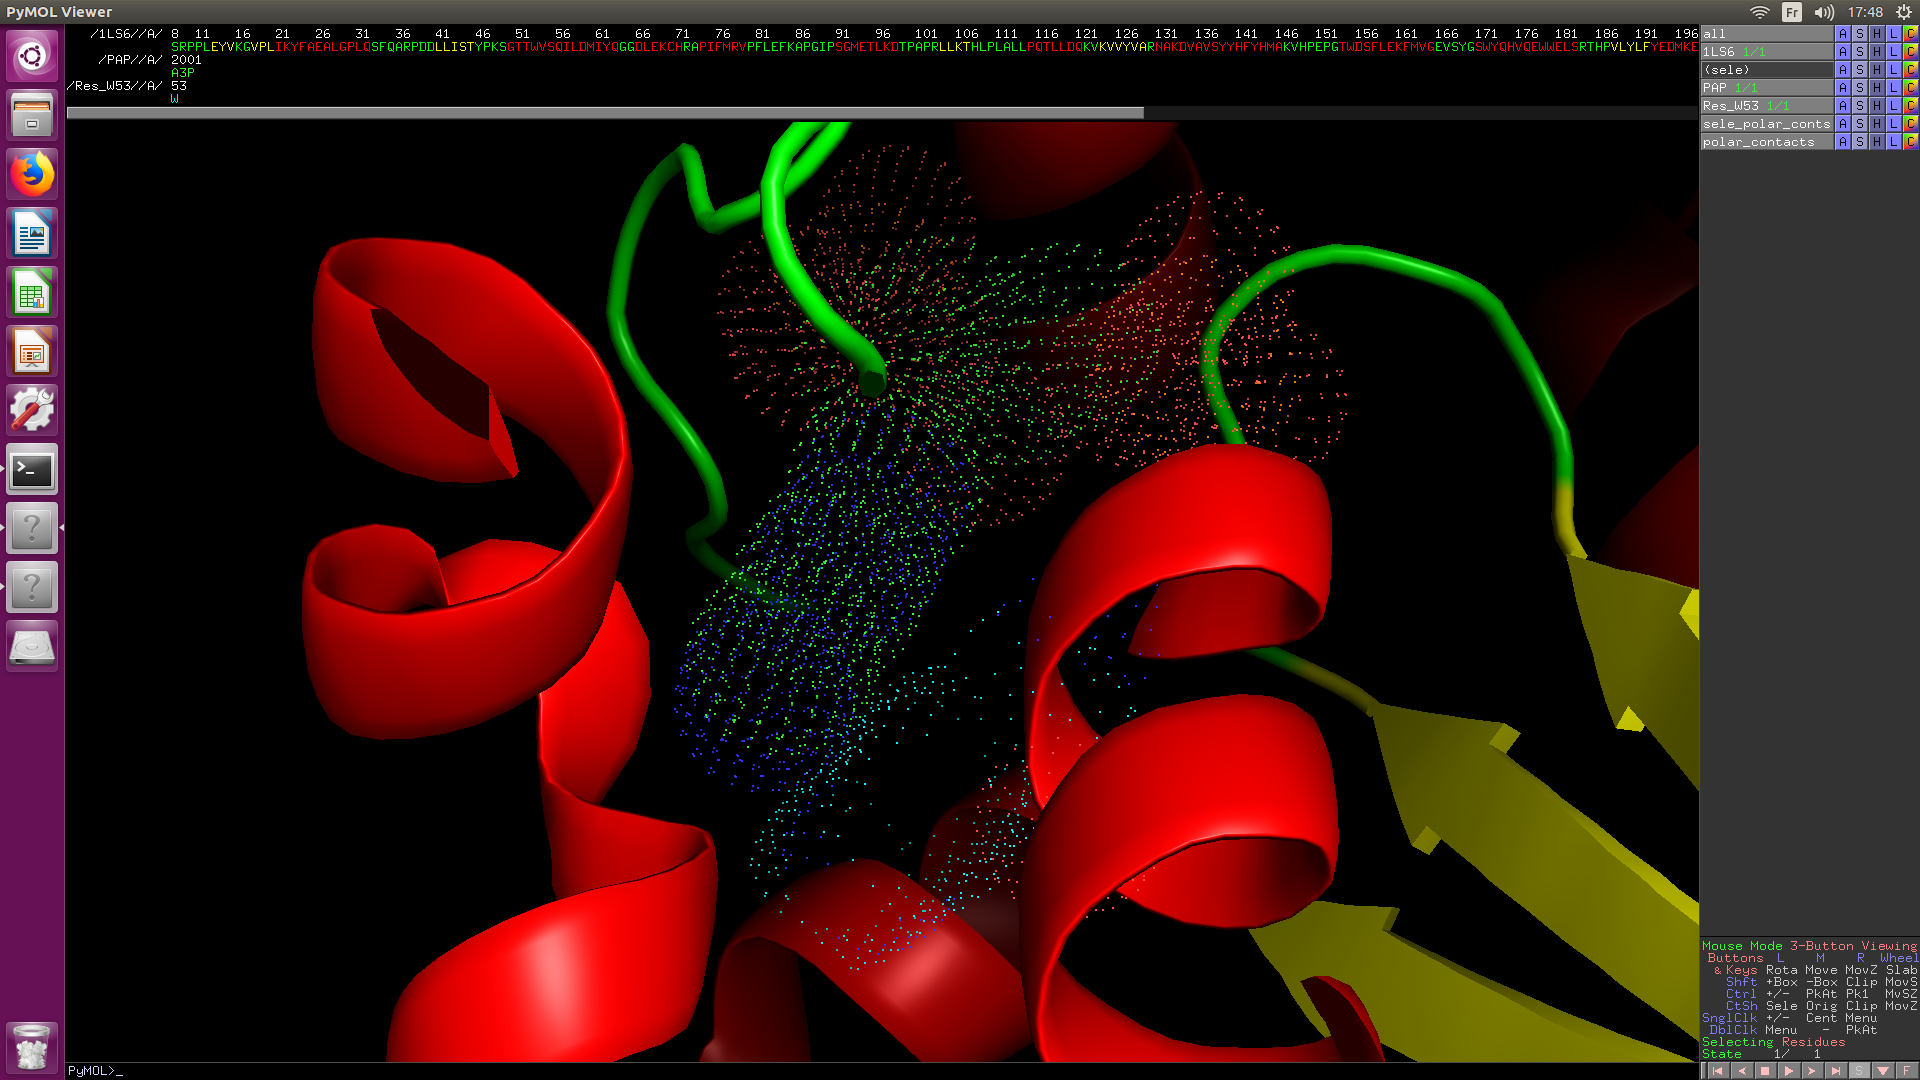 PyMOL Viewer
Fr
17:48
/1LS6//A/ 8 11 16 21 26 31 36 41 46 51 56 61 66 71 76 81 86 91 96 101 106 111 116 121 126 131 136 141 146 151 156 161 166 171 176 181 186 191 196
SRPPLEYVKGVPLIKYFAEALGPLQSFQARPDDLLISTYPKSGTTWVSQILDMIYQGGDLEKCHRAPIFMRVPFLEFKAPGIPSGMETLKDTPAPRLLKTHLPLALLPQTLLDQKVKVVYVARNAKDVAVSYYHFYHMAKVHPEPGTWDSFLEKFMVGEVSYGSWYQHVQEWWELSRTHPVLYLFYEDMKE
/PAP//A/ 2001
A3P
/Res_W53//A/ 53
W
all A S H L C
1LS6 1/1 A S H L C
(sele) A S H L C
PAP 1/1 A S H L C
Res_W53 1/1 A S H L C
sele_polar_conts A S H L C
polar_contacts A S H L C
Mouse Mode 3-Button Viewing
Buttons L M R Wheel
& Keys Rota Move MovZ Slab
Shft +Box -Box Clip MovS
Ctrl +/- PkAt Pk1 MvSZ
CtSh Sele Orig Clip MovZ
SnglClk +/- Cent Menu
DblClk Menu - PkAt
Selecting Residues
State 1/ 1
S F
PyMOL>_